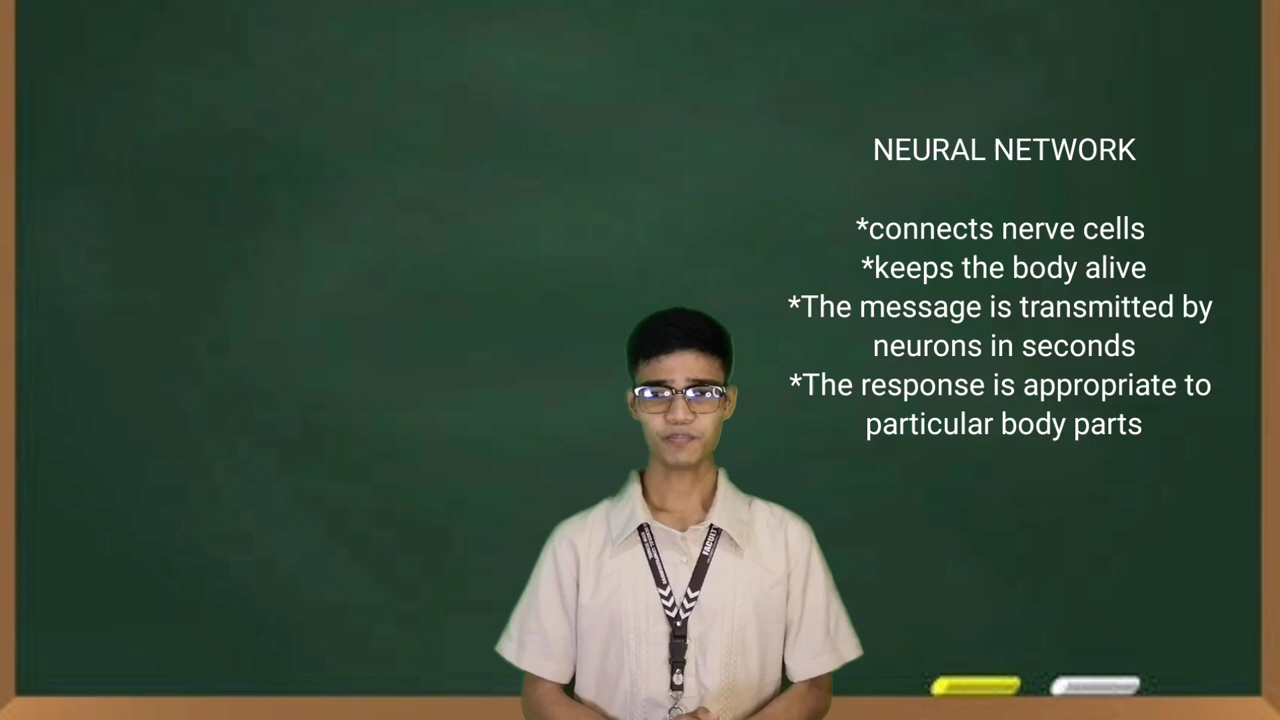 NEURAL NETWORK
*connects nerve cells
*keeps the body alive
*The message is transmitted by
neurons in seconds
*The response is appropriate to
particular body parts
FACULTY